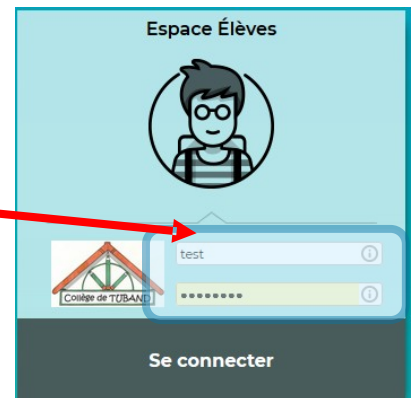 Espace Élèves
test
••••••••
Collège de TUBAND
Se connecter